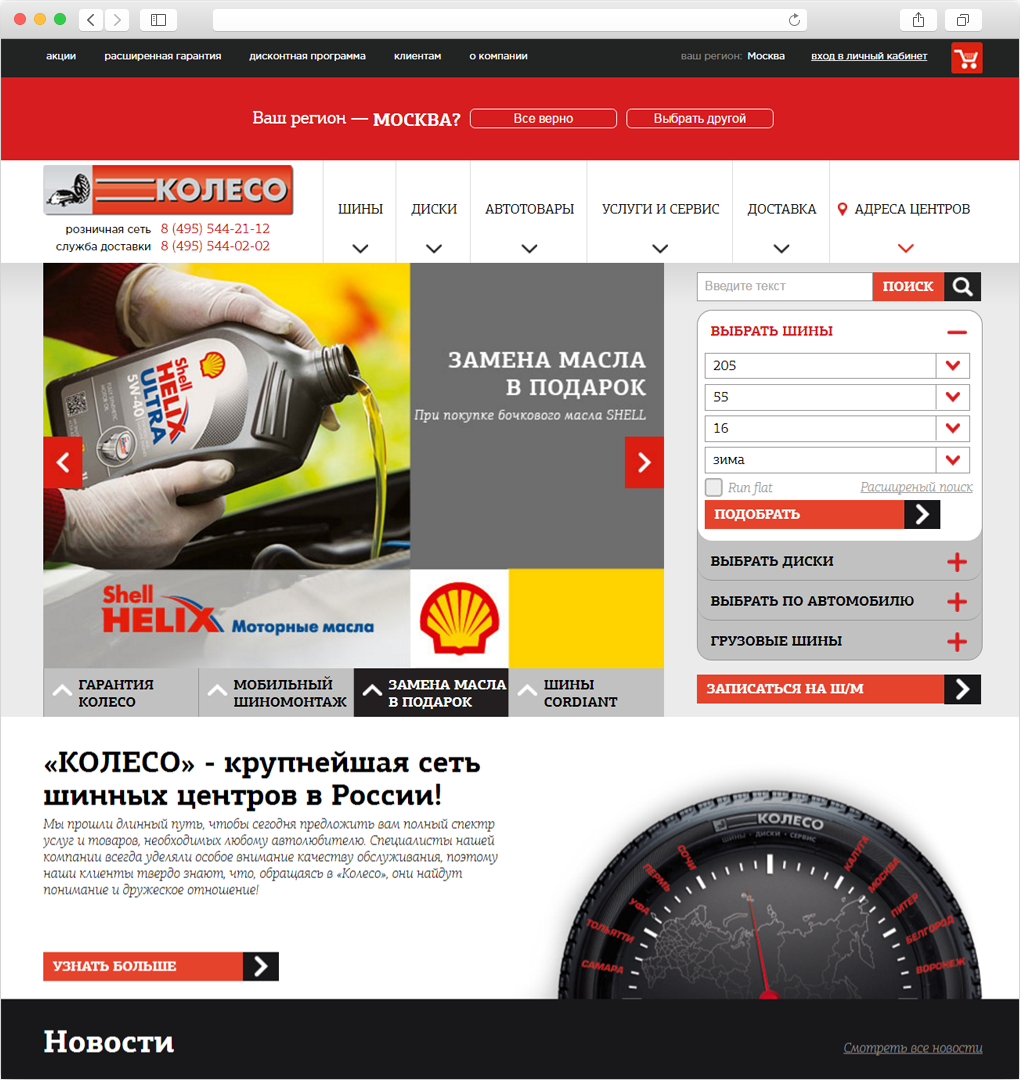 акции расширенная гарантия дисконтная программа клиентам о компании ваш регион: Москва вход в личный кабинет
Ваш регион — МОСКВА? Все верно Выбрать другой
КОЛЕСО
розничная сеть 8 (495) 544-21-12
служба доставки 8 (495) 544-02-02
ШИНЫ ДИСКИ АВТОТОВАРЫ УСЛУГИ И СЕРВИС ДОСТАВКА АДРЕСА ЦЕНТРОВ
Shell
HELIX
ULTRA
5W-40
ЗАМЕНА МАСЛА
В ПОДАРОК
При покупке бочкового масла SHELL
Shell
HELIX Моторные масла
ГАРАНТИЯ
КОЛЕСО
МОБИЛЬНЫЙ
ШИНОМОНТАЖ
ЗАМЕНА МАСЛА
В ПОДАРОК
ШИНЫ
CORDIANT
Введите текст ПОИСК
ВЫБРАТЬ ШИНЫ
205
55
16
зима
Run flat Расширеный поиск
ПОДОБРАТЬ
ВЫБРАТЬ ДИСКИ
ВЫБРАТЬ ПО АВТОМОБИЛЮ
ГРУЗОВЫЕ ШИНЫ
ЗАПИСАТЬСЯ НА Ш/М
«КОЛЕСО» - крупнейшая сеть
шинных центров в России!
Мы прошли длинный путь, чтобы сегодня предложить вам полный спектр
услуг и товаров, необходимых любому автолюбителю. Специалисты нашей
компании всегда уделяли особое внимание качеству обслуживания, поэтому
наши клиенты твердо знают, что, обращаясь в «Колесо», они найдут
понимание и дружеское отношение!
УЗНАТЬ БОЛЬШЕ
КОЛЕСО
ШИНЫ • ДИСКИ • СЕРВИС
САМАРА
ТОЛЬЯТТИ
УФА
ПЕРМЬ
СОЧИ
КАЛУГА
МОСКВА
ПИТЕР
БЕЛГОРОД
ВОРОНЕЖ
Новости
Смотреть все новости